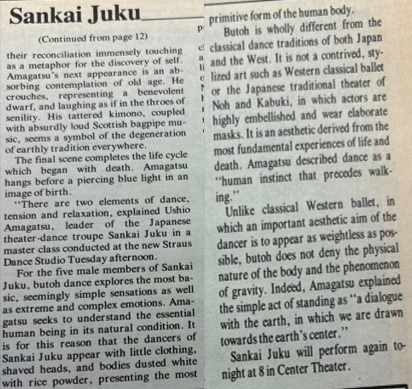 Sankai Juku
(Continued from page 12)
their reconciliation immensely touching
as a metaphor for the discovery of self.
Amagatsu's next appearance is an ab-
sorbing contemplation of old age. He
crouches, representing a benevolent
dwarf, and laughing as if in the throes of
senility. His tattered kimono, coupled
with absurdly loud Scottish bagpipe mu-
sic, seems a symbol of the degeneration
of earthly tradition everywhere.
The final scene completes the life cycle
which began with death. Amagatsu
hangs before a piercing blue light in an
image of birth.
"There are two elements of dance,
tension and relaxation, explained Ushio
Amagatsu, leader of the Japanese
theater-dance troupe Sankai Juku in a
master class conducted at the new Straus
Dance Studio Tuesday afternoon.
For the five male members of Sankai
Juku, butoh dance explores the most ba-
sic, seemingly simple sensations as well
as extreme and complex emotions. Ama-
gatsu seeks to understand the essential
human being in its natural condition. It
is for this reason that the dancers of
Sankai Juku appear with little clothing,
shaved heads, and bodies dusted white
with rice powder, presenting the most
primitive form of the human body.
Butoh is wholly different from the
classical dance traditions of both Japan
and the West. It is not a contrived, sty-
lized art such as Western classical ballet
or the Japanese traditional theater of
Noh and Kabuki, in which actors are
highly embellished and wear elaborate
masks. It is an aesthetic derived from the
most fundamental experiences of life and
death. Amagatsu described dance as a
"human instinct that precedes walk-
ing."
Unlike classical Western ballet, in
which an important aesthetic aim of the
dancer is to appear as weightless as pos-
sible, butoh does not deny the physical
nature of the body and the phenomenon
of gravity. Indeed, Amagatsu explained
the simple act of standing as "a dialogue
with the earth, in which we are drawn
towards the earth's center."
Sankai Juku will perform again to-
night at 8 in Center Theater.